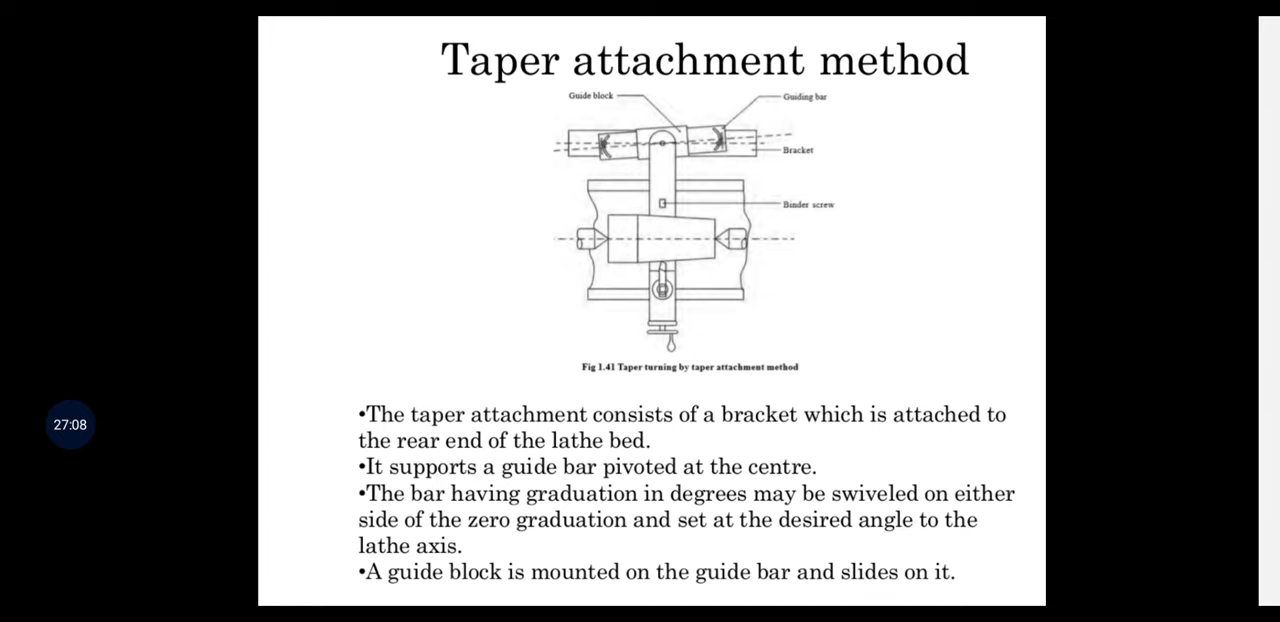 Taper attachment method
Guide block
Guiding bar
Bracket
Binder screw
Fig 1.41 Taper turning by taper attachment method
27:08
•The taper attachment consists of a bracket which is attached to
the rear end of the lathe bed.
•It supports a guide bar pivoted at the centre.
•The bar having graduation in degrees may be swiveled on either
side of the zero graduation and set at the desired angle to the
lathe axis.
•A guide block is mounted on the guide bar and slides on it.